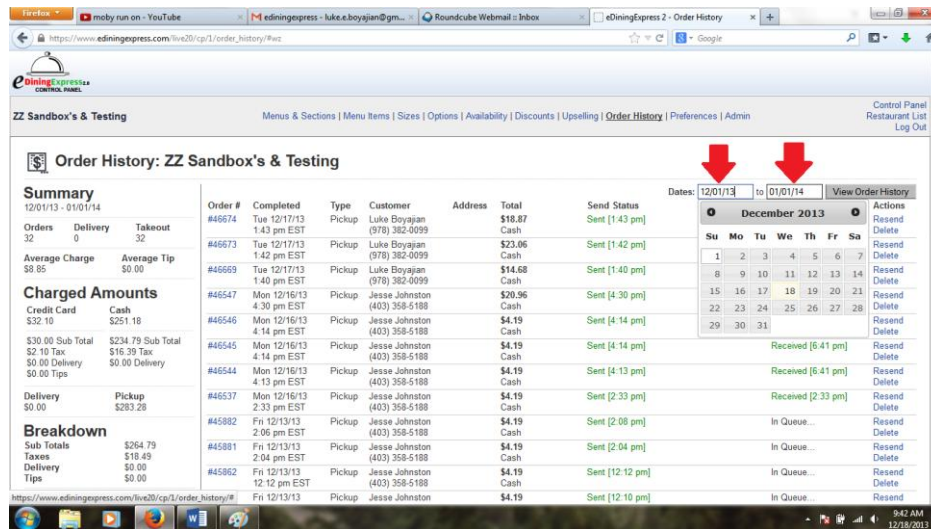 Firefox
moby run on - YouTube
ediningexpress - luke.e.boyajian@gm...
Roundcube Webmail :: Inbox
eDiningExpress 2 - Order History
https://www.ediningexpress.com/live20/cp/1/order_history/#wz
Google
eDiningExpress 2.0
CONTROL PANEL
ZZ Sandbox's & Testing
Menus & Sections | Menu Items | Sizes | Options | Availability | Discounts | Upselling | Order History | Preferences | Admin
Control Panel
Restaurant List
Log Out
Order History: ZZ Sandbox's & Testing
Dates: 12/01/13 to 01/01/14 View Order History
Summary
12/01/13 - 01/01/14
Orders Delivery Takeout
32 0 32
Average Charge Average Tip
$8.85 $0.00
Charged Amounts
Credit Card Cash
$32.10 $251.18
$30.00 Sub Total $234.79 Sub Total
$2.10 Tax $16.39 Tax
$0.00 Delivery $0.00 Delivery
$0.00 Tips
Delivery Pickup
$0.00 $283.28
Breakdown
Sub Totals $264.79
Taxes $18.49
Delivery $0.00
Tips $0.00
Order # Completed Type Customer Address Total Send Status Actions
#46674 Tue 12/17/13 Pickup Luke Boyajian $18.87 Sent [1:43 pm] Resend
1:43 pm EST (978) 382-0099 Cash Delete
#46673 Tue 12/17/13 Pickup Luke Boyajian $23.06 Sent [1:42 pm] Resend
1:42 pm EST (978) 382-0099 Cash Delete
#46669 Tue 12/17/13 Pickup Luke Boyajian $14.68 Sent [1:40 pm] Resend
1:40 pm EST (978) 382-0099 Cash Delete
#46547 Mon 12/16/13 Pickup Jesse Johnston $20.96 Sent [4:30 pm] Resend
4:30 pm EST (403) 358-5188 Cash Delete
#46546 Mon 12/16/13 Pickup Jesse Johnston $4.19 Sent [4:14 pm] Resend
4:14 pm EST (403) 358-5188 Cash Delete
#46545 Mon 12/16/13 Pickup Jesse Johnston $4.19 Sent [4:14 pm] Received [6:41 pm] Resend
4:14 pm EST (403) 358-5188 Cash Delete
#46544 Mon 12/16/13 Pickup Jesse Johnston $4.19 Sent [4:13 pm] Received [6:41 pm] Resend
4:13 pm EST (403) 358-5188 Cash Delete
#46537 Mon 12/16/13 Pickup Jesse Johnston $4.19 Sent [2:33 pm] Received [2:33 pm] Resend
2:33 pm EST (403) 358-5188 Cash Delete
#45882 Fri 12/13/13 Pickup Jesse Johnston $4.19 Sent [2:08 pm] In Queue... Resend
2:06 pm EST (403) 358-5188 Cash Delete
#45881 Fri 12/13/13 Pickup Jesse Johnston $4.19 Sent [2:04 pm] In Queue... Resend
2:04 pm EST (403) 358-5188 Cash Delete
#45862 Fri 12/13/13 Pickup Jesse Johnston $4.19 Sent [12:12 pm] In Queue... Resend
12:12 pm EST (403) 358-5188 Cash Delete
Fri 12/13/13 Pickup Jesse Johnston $4.19 Sent [12:10 pm] In Queue... Resend
December 2013
Su Mo Tu We Th Fr Sa
1 2 3 4 5 6 7
8 9 10 11 12 13 14
15 16 17 18 19 20 21
22 23 24 25 26 27 28
29 30 31
https://www.ediningexpress.com/live20/cp/1/order_history/#
9:42 AM
12/18/2013